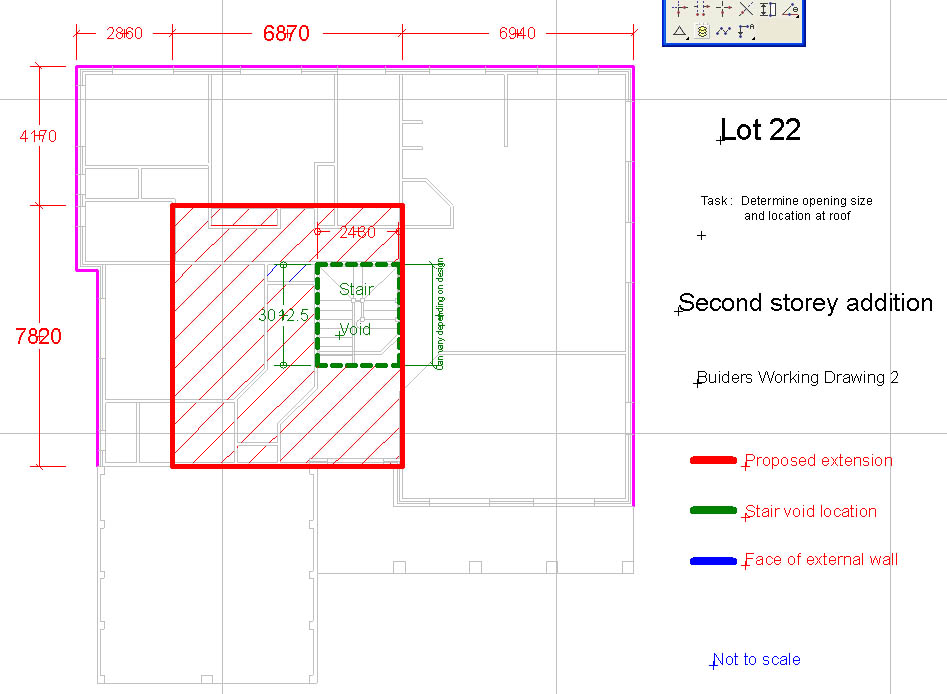 2860
6870
6940
4170
Lot 22
Task : Determine opening size
and location at roof
2430
Second storey addition
Stair
3012.5
Void
Can vary depending on design
7820
Buiders Working Drawing 2
Proposed extension
Stair void location
Face of external wall
Not to scale